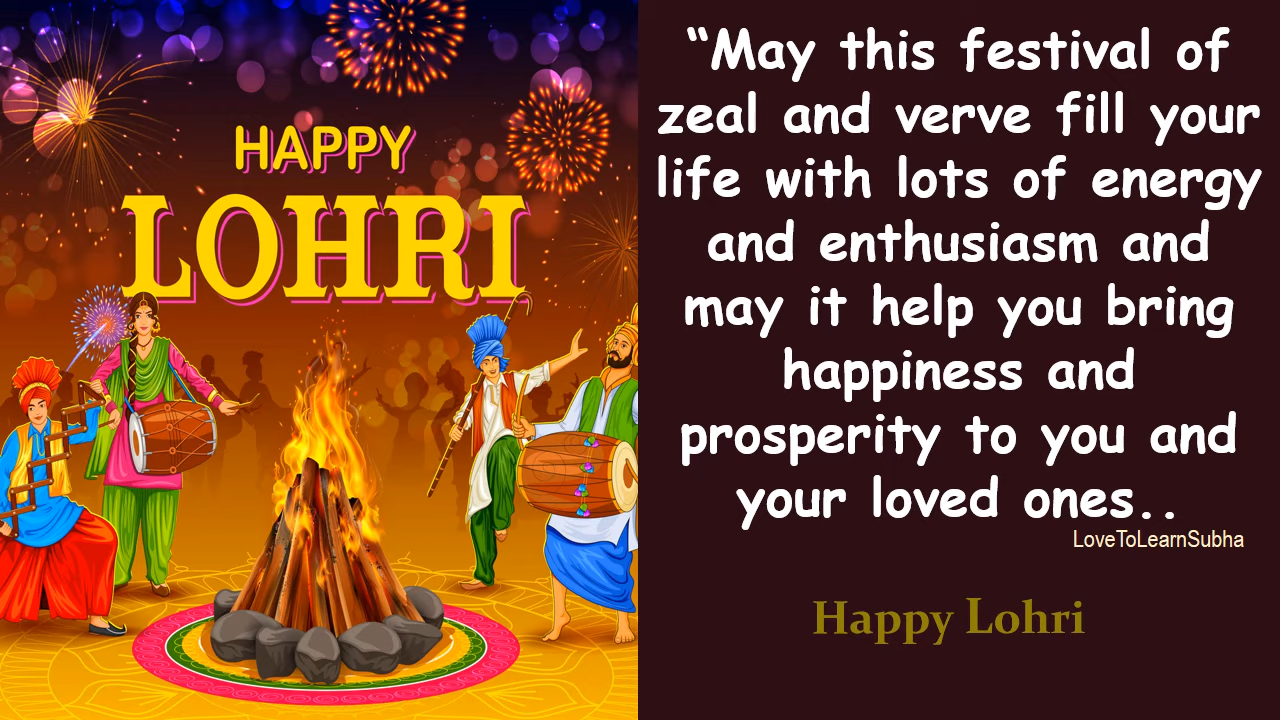 HAPPY
LOHRI
“May this festival of
zeal and verve fill your
life with lots of energy
and enthusiasm and
may it help you bring
happiness and
prosperity to you and
your loved ones..
LoveToLearnSubha
Happy Lohri